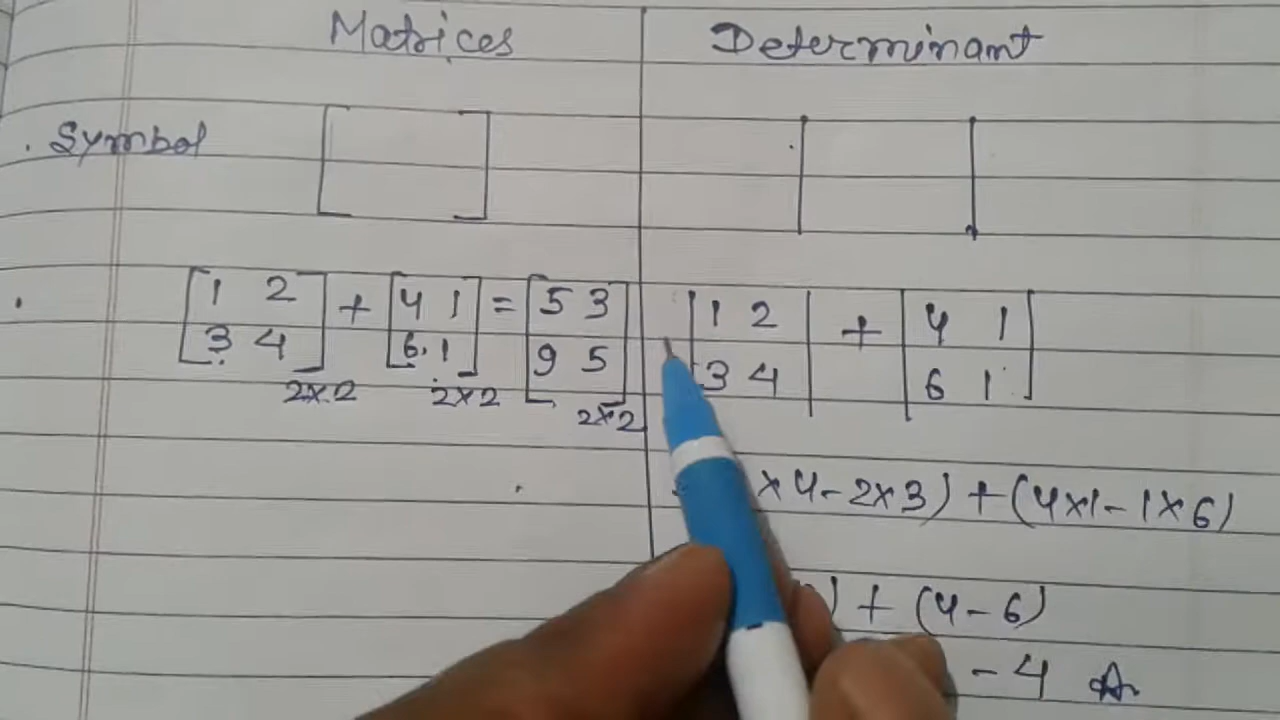 Matrices Determinant
. Symbol [ ] | |
. [1 2 + [4 1 = [5 3 |1 2| + |4 1|
3 4] 6 1] 9 5] |3 4| |6 1|
2×2 2×2 2×2
×4-2×3) + (4×1-1×6)
) + (4-6)
-4 A